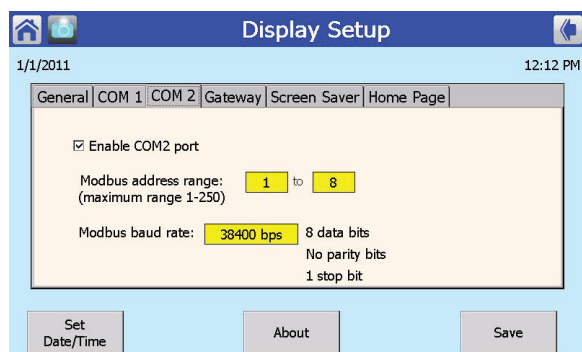 Display Setup
1/1/2011 12:12 PM
General COM 1 COM 2 Gateway Screen Saver Home Page
Enable COM2 port
Modbus address range: 1 to 8
(maximum range 1-250)
Modbus baud rate: 38400 bps 8 data bits
No parity bits
1 stop bit
Set
Date/Time
About
Save